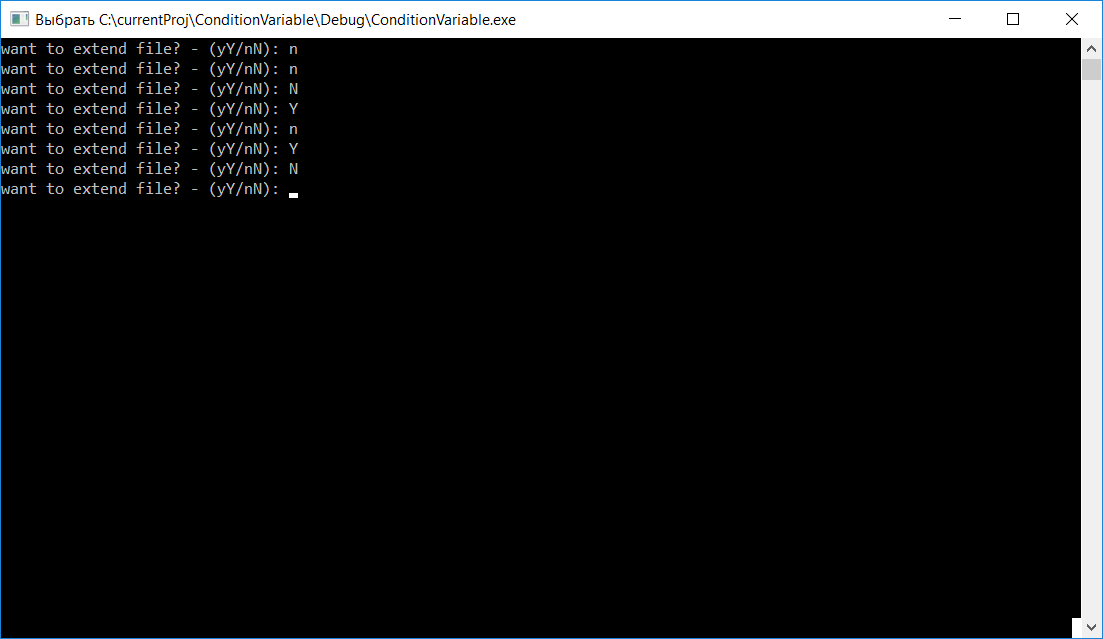 Выбрать C:\currentProj\ConditionVariable\Debug\ConditionVariable.exe
want to extend file? - (yY/nN): n
want to extend file? - (yY/nN): n
want to extend file? - (yY/nN): N
want to extend file? - (yY/nN): Y
want to extend file? - (yY/nN): n
want to extend file? - (yY/nN): Y
want to extend file? - (yY/nN): N
want to extend file? - (yY/nN):